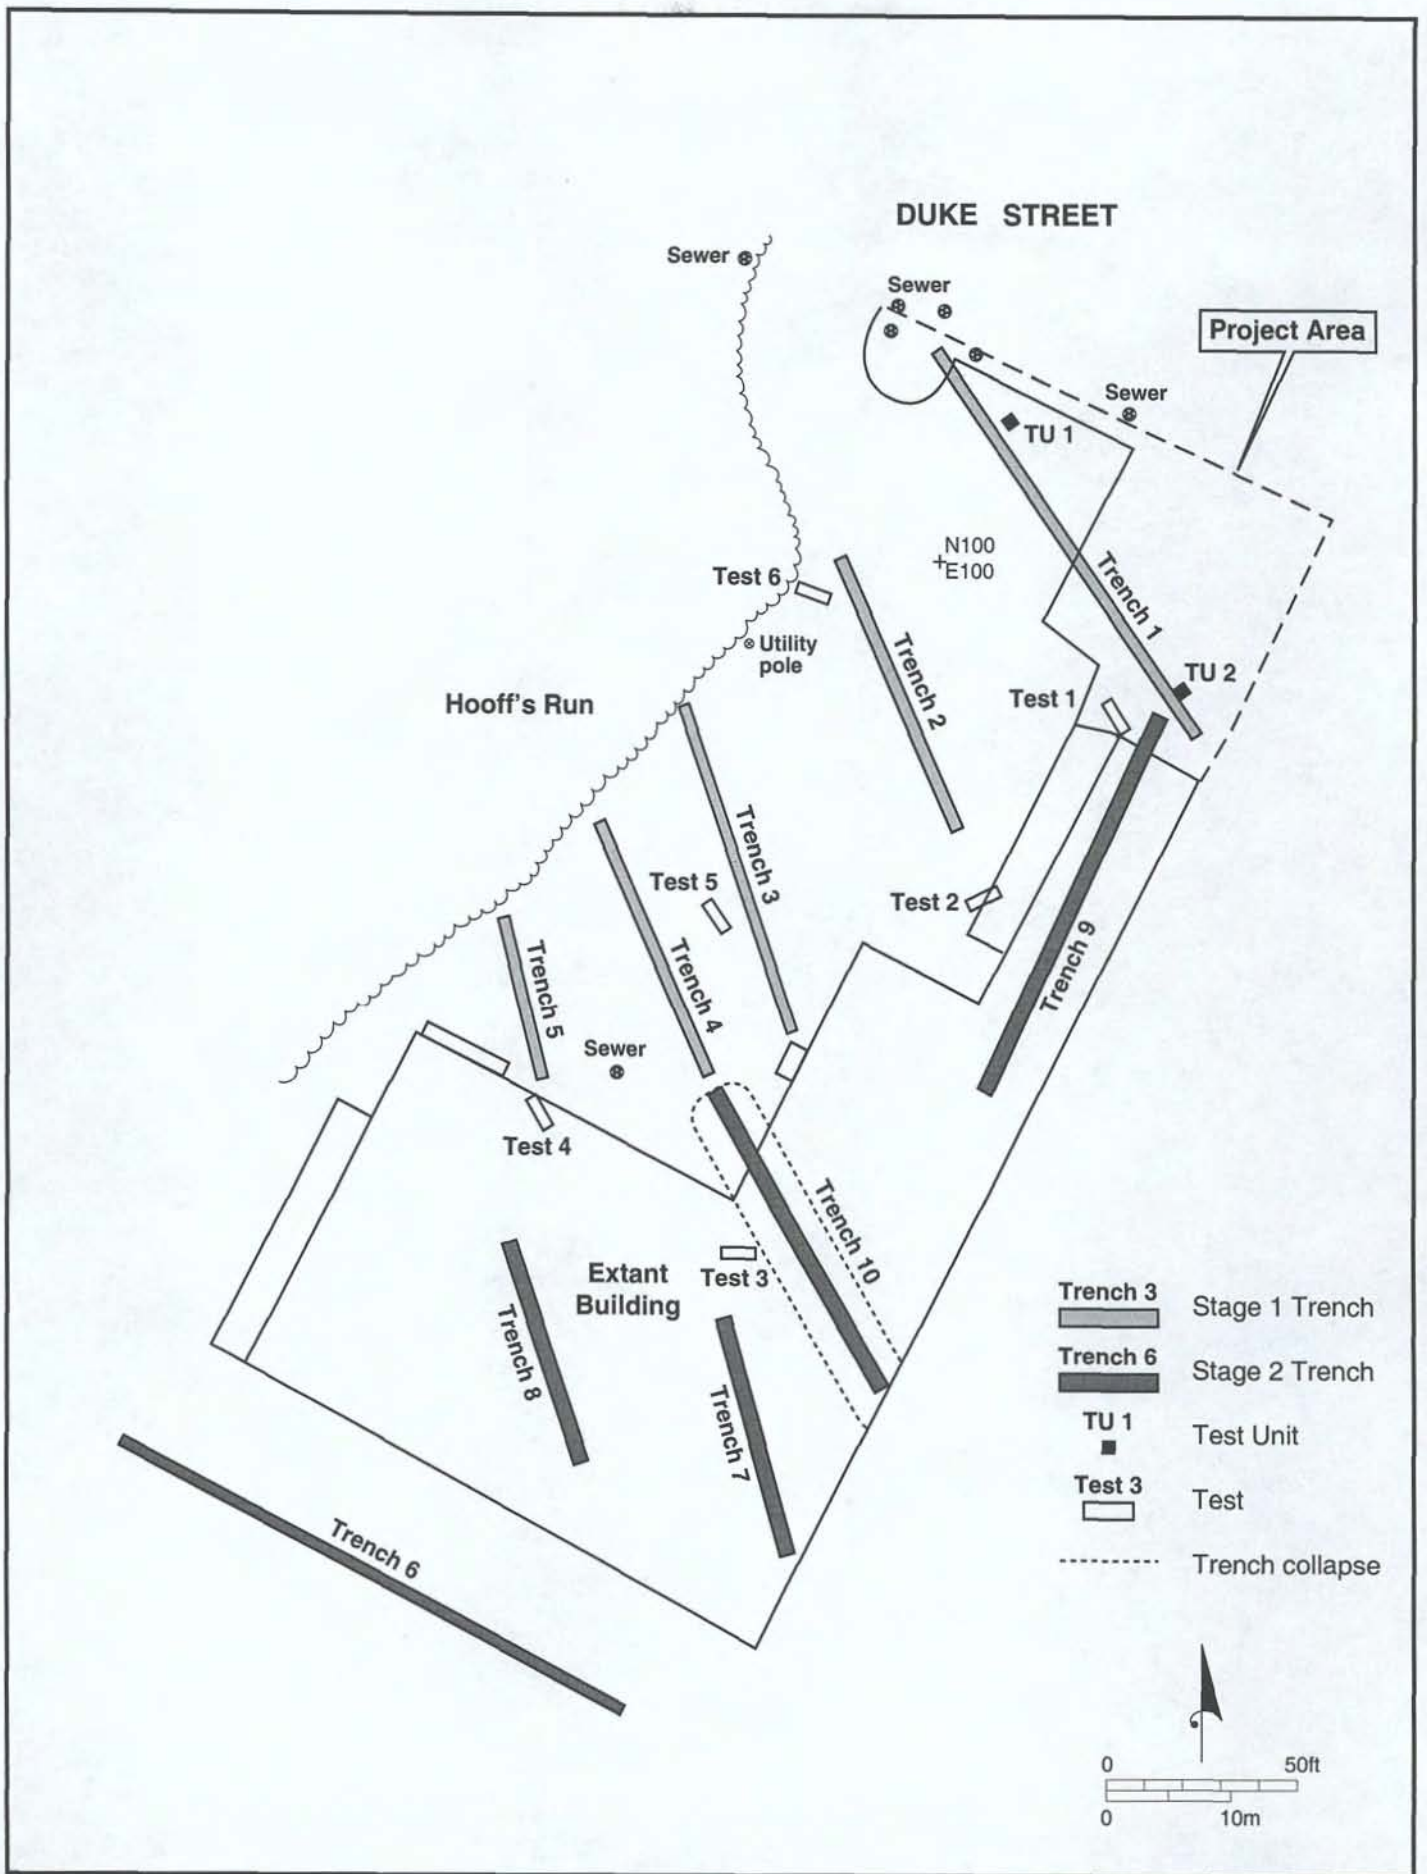 DUKE STREET
Sewer
Sewer
Project Area
Sewer
TU 1
N100
E100
Test 6
Trench 1
Utility
pole
Trench 2
TU 2
Test 1
Hooff's Run
Trench 3
Test 5
Test 2
Trench 4
Trench 9
Trench 5
Sewer
Test 4
Trench 10
Extant
Building
Test 3
Trench 8
Trench 7
Trench 6
Trench 3
Stage 1 Trench
Trench 6
Stage 2 Trench
TU 1
Test Unit
Test 3
Test
Trench collapse
0 50ft
0 10m